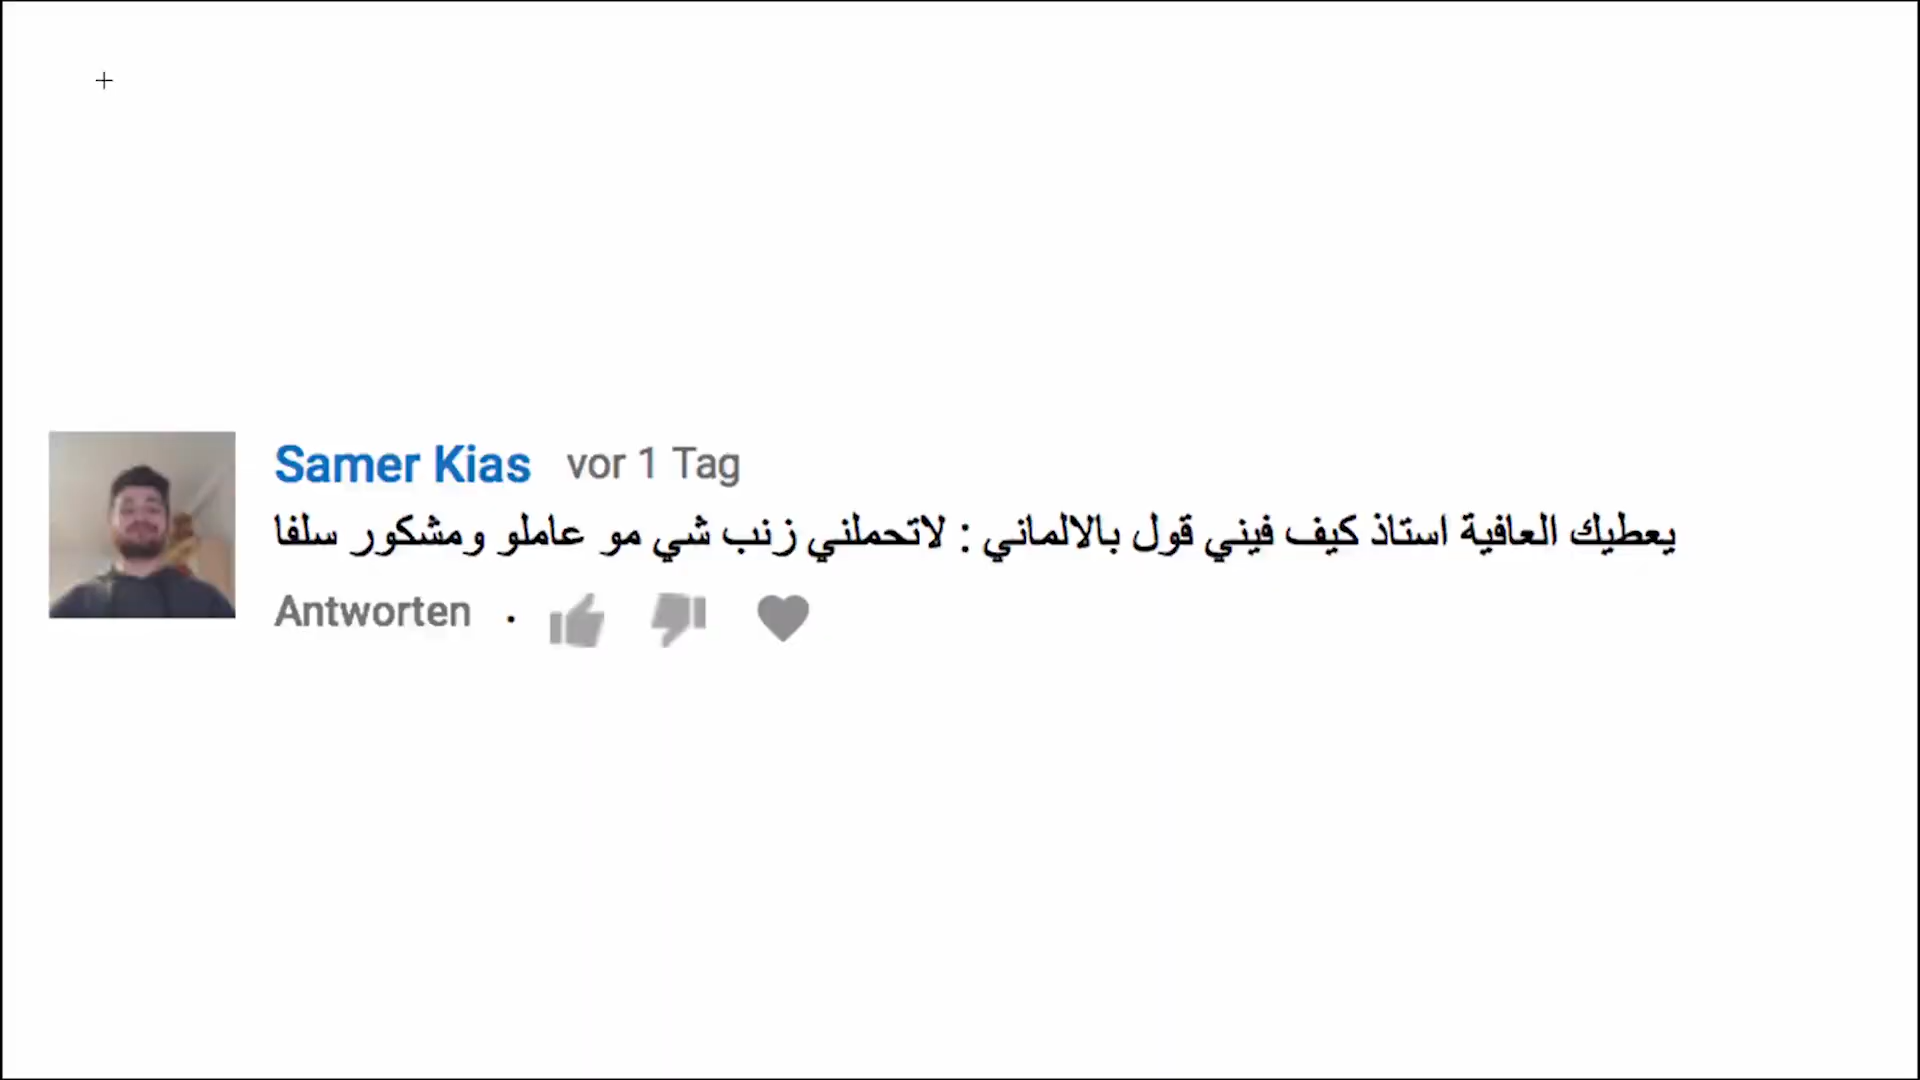 Samer Kias vor 1 Tag
يعطيك العافية استاذ كيف فيني قول بالالماني : لاتحملني زنب شي مو عاملو ومشكور سلفا
Antworten